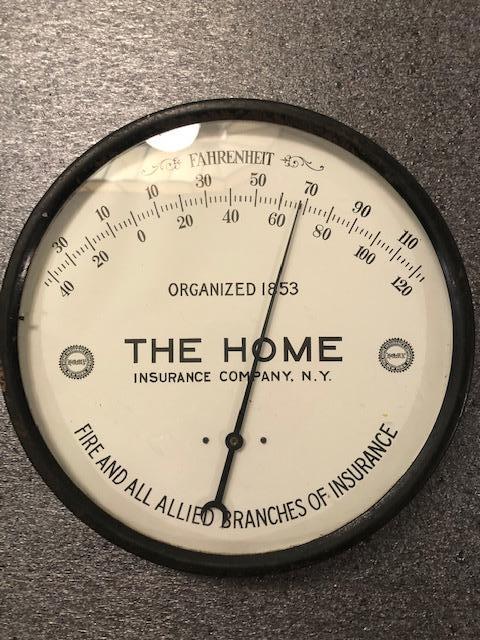 FAHRENHEIT
30 10 10 30 50 70 90 110
40 20 0 20 40 60 80 100 120
ORGANIZED 1853
THE HOME
INSURANCE COMPANY, N.Y.
FIRE AND ALL ALLIED BRANCHES OF INSURANCE